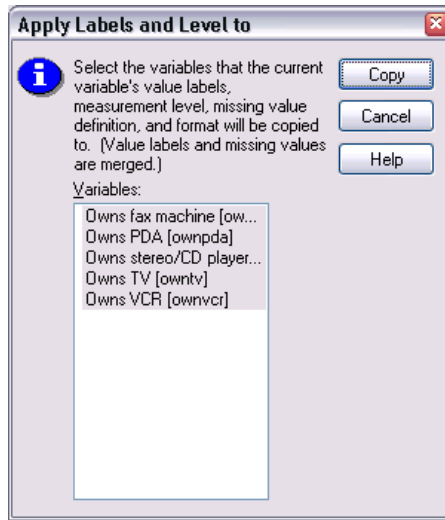 Apply Labels and Level to
Select the variables that the current
variable's value labels,
measurement level, missing value
definition, and format will be copied
to. (Value labels and missing values
are merged.)
Copy
Cancel
Help
Variables:
Owns fax machine [ow...
Owns PDA [ownpda]
Owns stereo/CD player...
Owns TV [owntv]
Owns VCR [ownvcr]